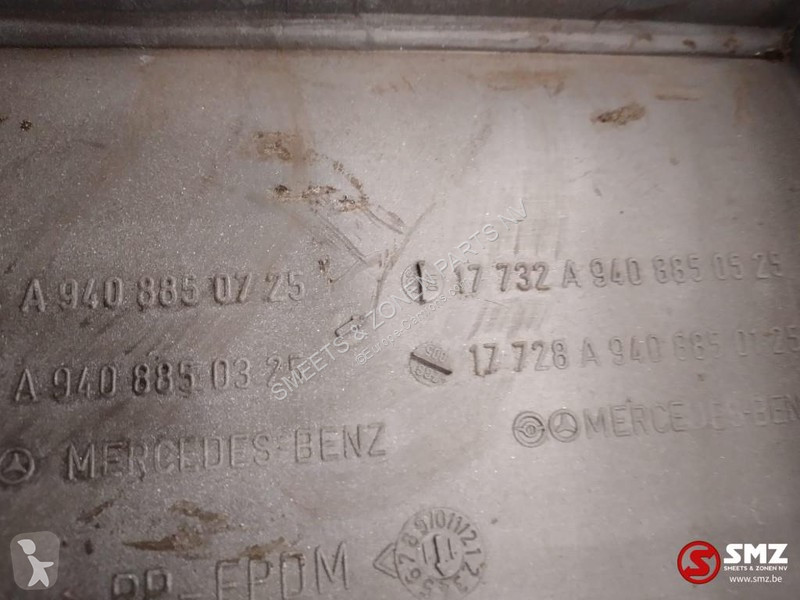 A 940 885 07 25
17 732 A 940 885 05 25
A 940 885 03 25
17 728 A 940 885 01 25
MERCEDES-BENZ
MERCEDES-BEN
PP-EPDM
SMEETS & ZONEN PARTS NV
SMZ
SMEETS & ZONEN NV
www.smz.be